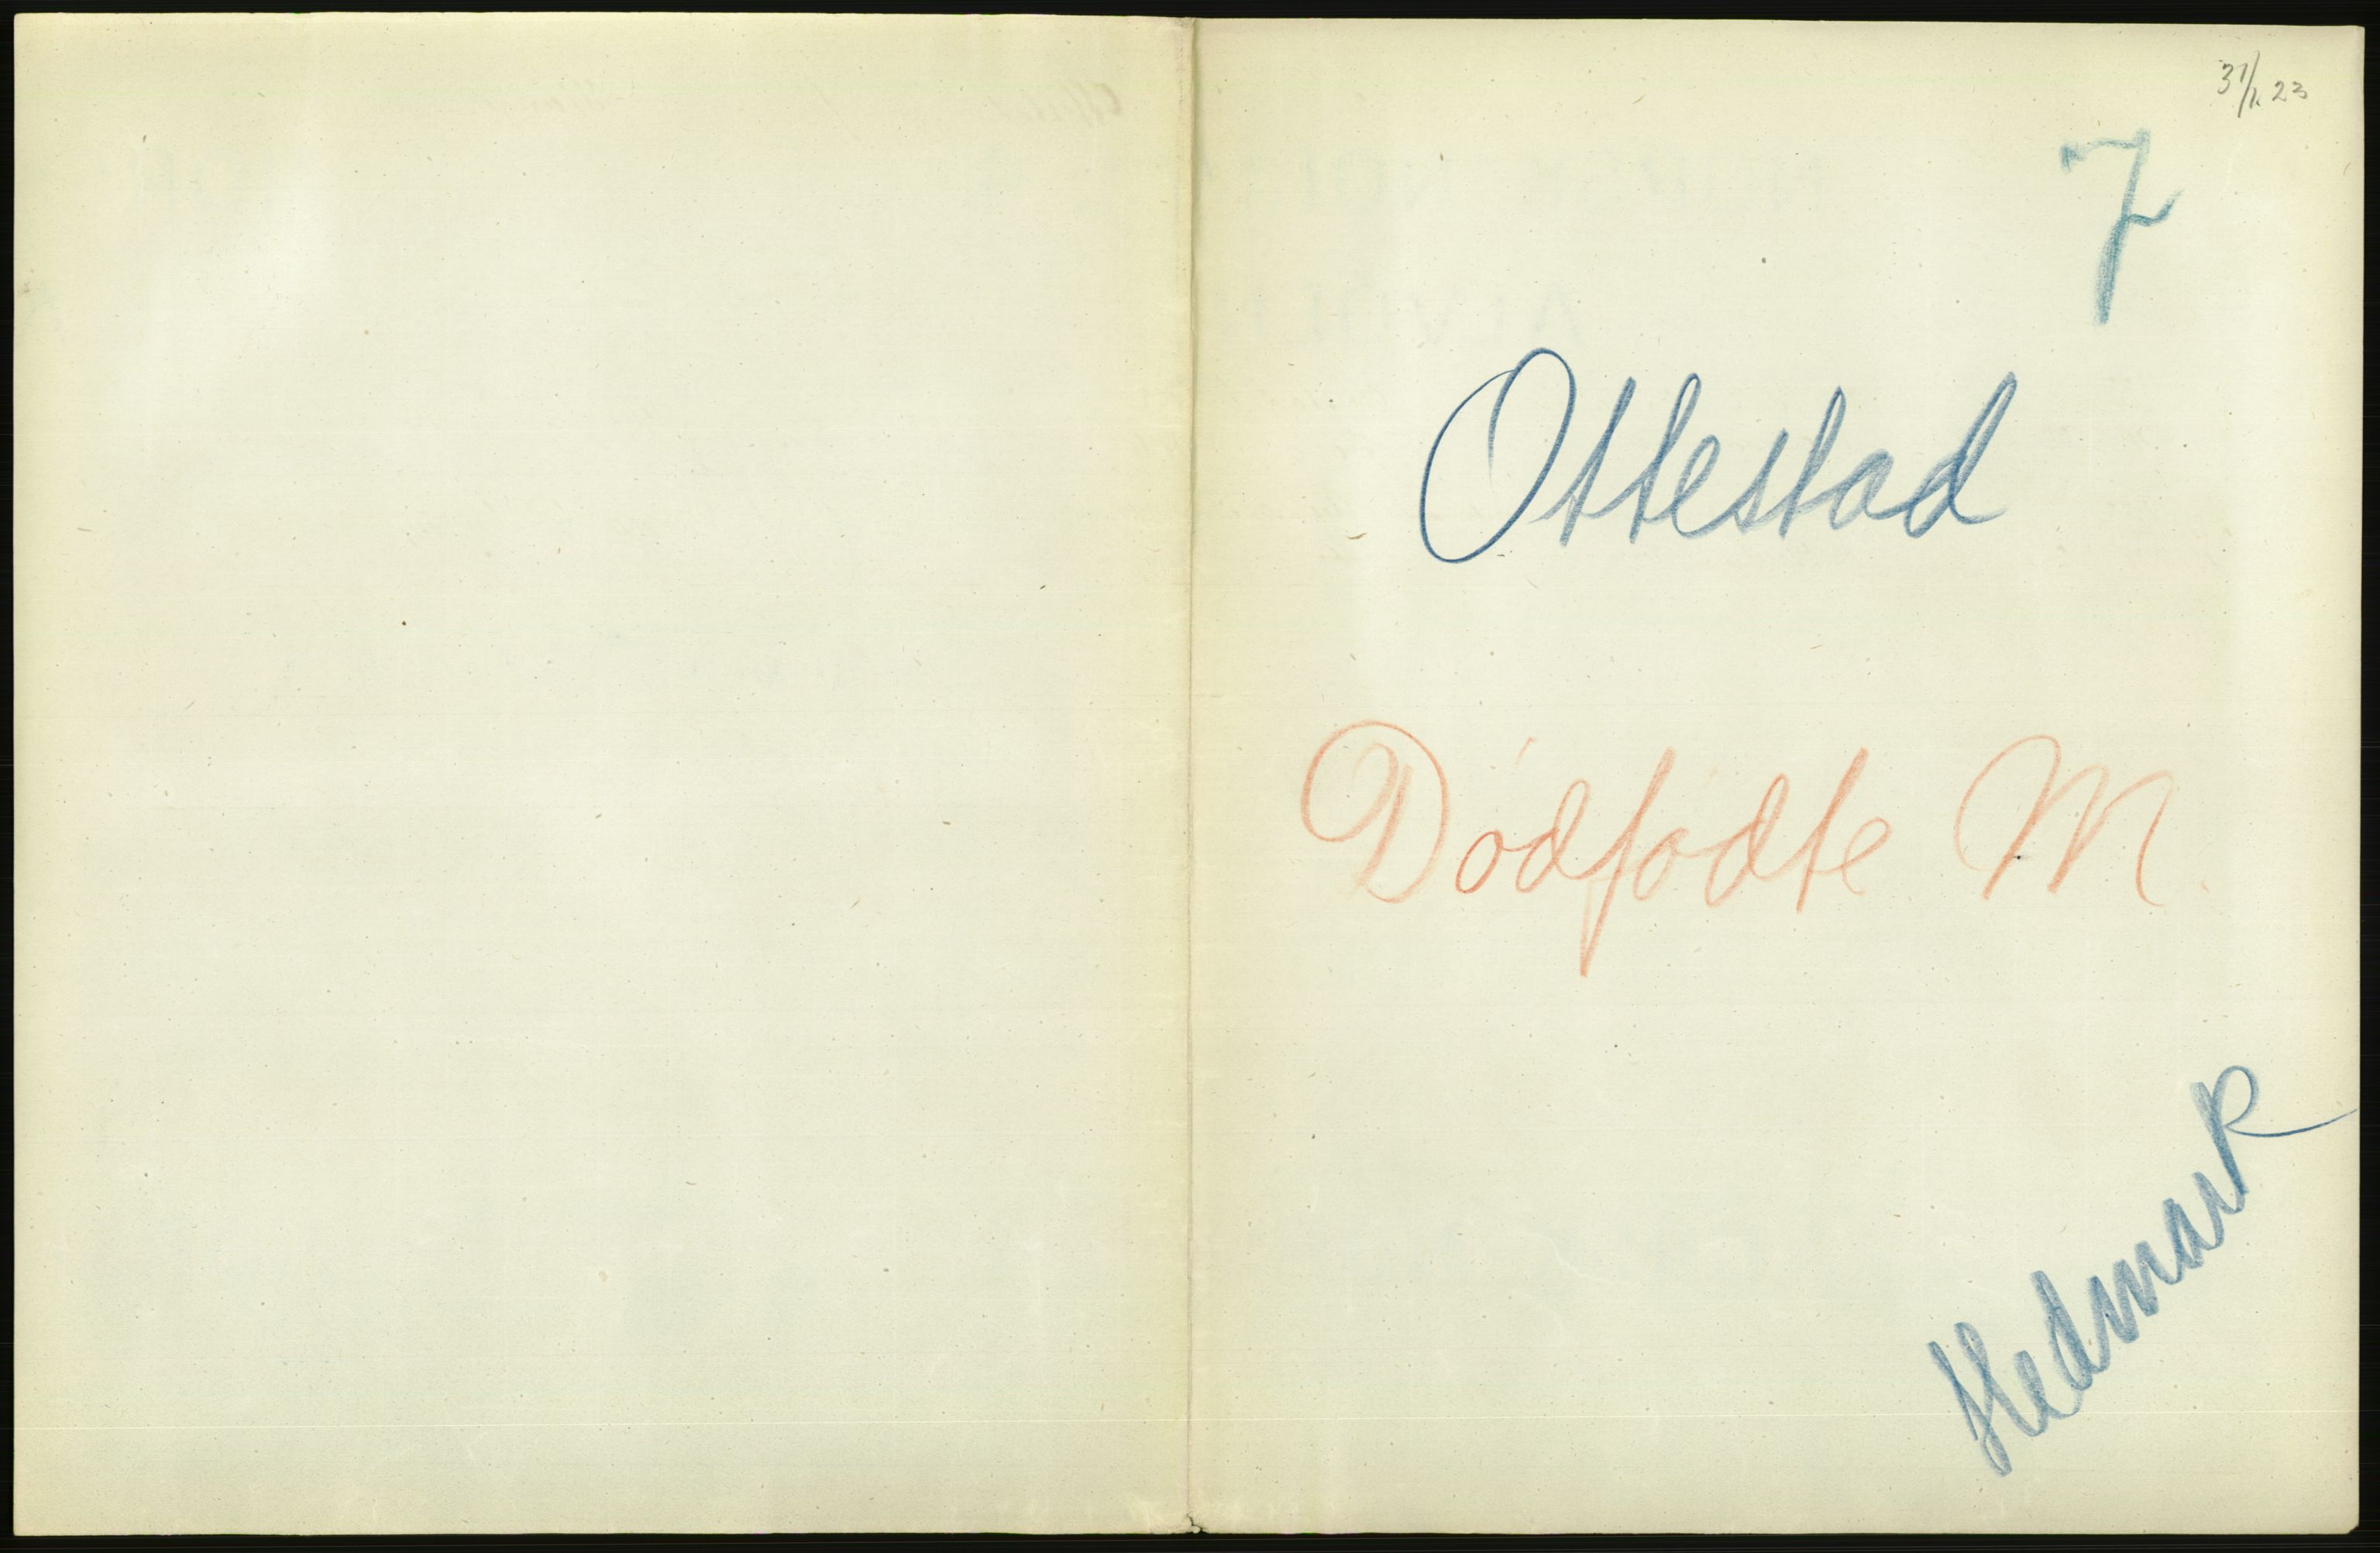 31/1 23
7
Ottestad
Dødfødte M.
Hedmark